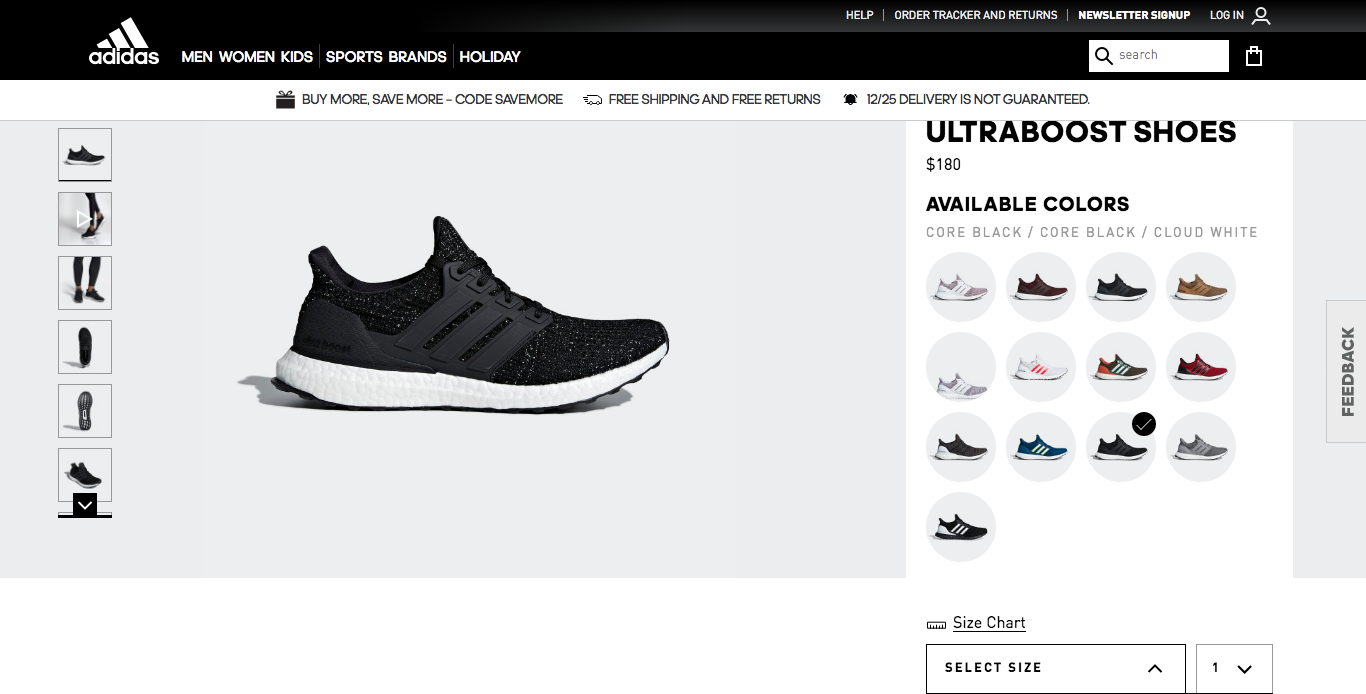 HELP
ORDER TRACKER AND RETURNS
NEWSLETTER SIGNUP
LOG IN
adidas
MEN WOMEN KIDS SPORTS BRANDS HOLIDAY
search
BUY MORE, SAVE MORE – CODE SAVEMORE
FREE SHIPPING AND FREE RETURNS
12/25 DELIVERY IS NOT GUARANTEED.
ULTRABOOST SHOES
$180
AVAILABLE COLORS
CORE BLACK / CORE BLACK / CLOUD WHITE
FEEDBACK
Size Chart
SELECT SIZE
1